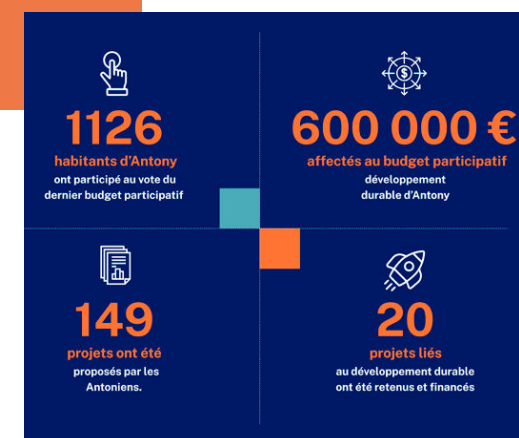 1126
habitants d'Antony
ont participé au vote du
dernier budget participatif
600 000 €
affectés au budget participatif
développement
durable d'Antony
149
projets ont été
proposés par les
Antoniens.
20
projets liés
au développement durable
ont été retenus et financés